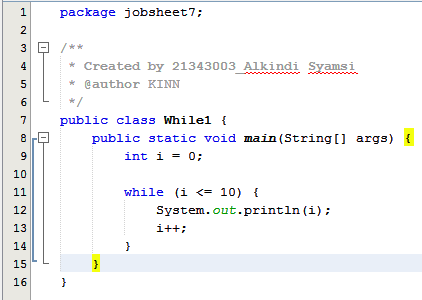 1 package jobsheet7;
2
3 /**
4  * Created by 21343003_Alkindi Syamsi
5  * @author KINN
6  */
7 public class While1 {
8     public static void main(String[] args) {
9         int i = 0;
10
11         while (i <= 10) {
12             System.out.println(i);
13             i++;
14         }
15     }
16 }